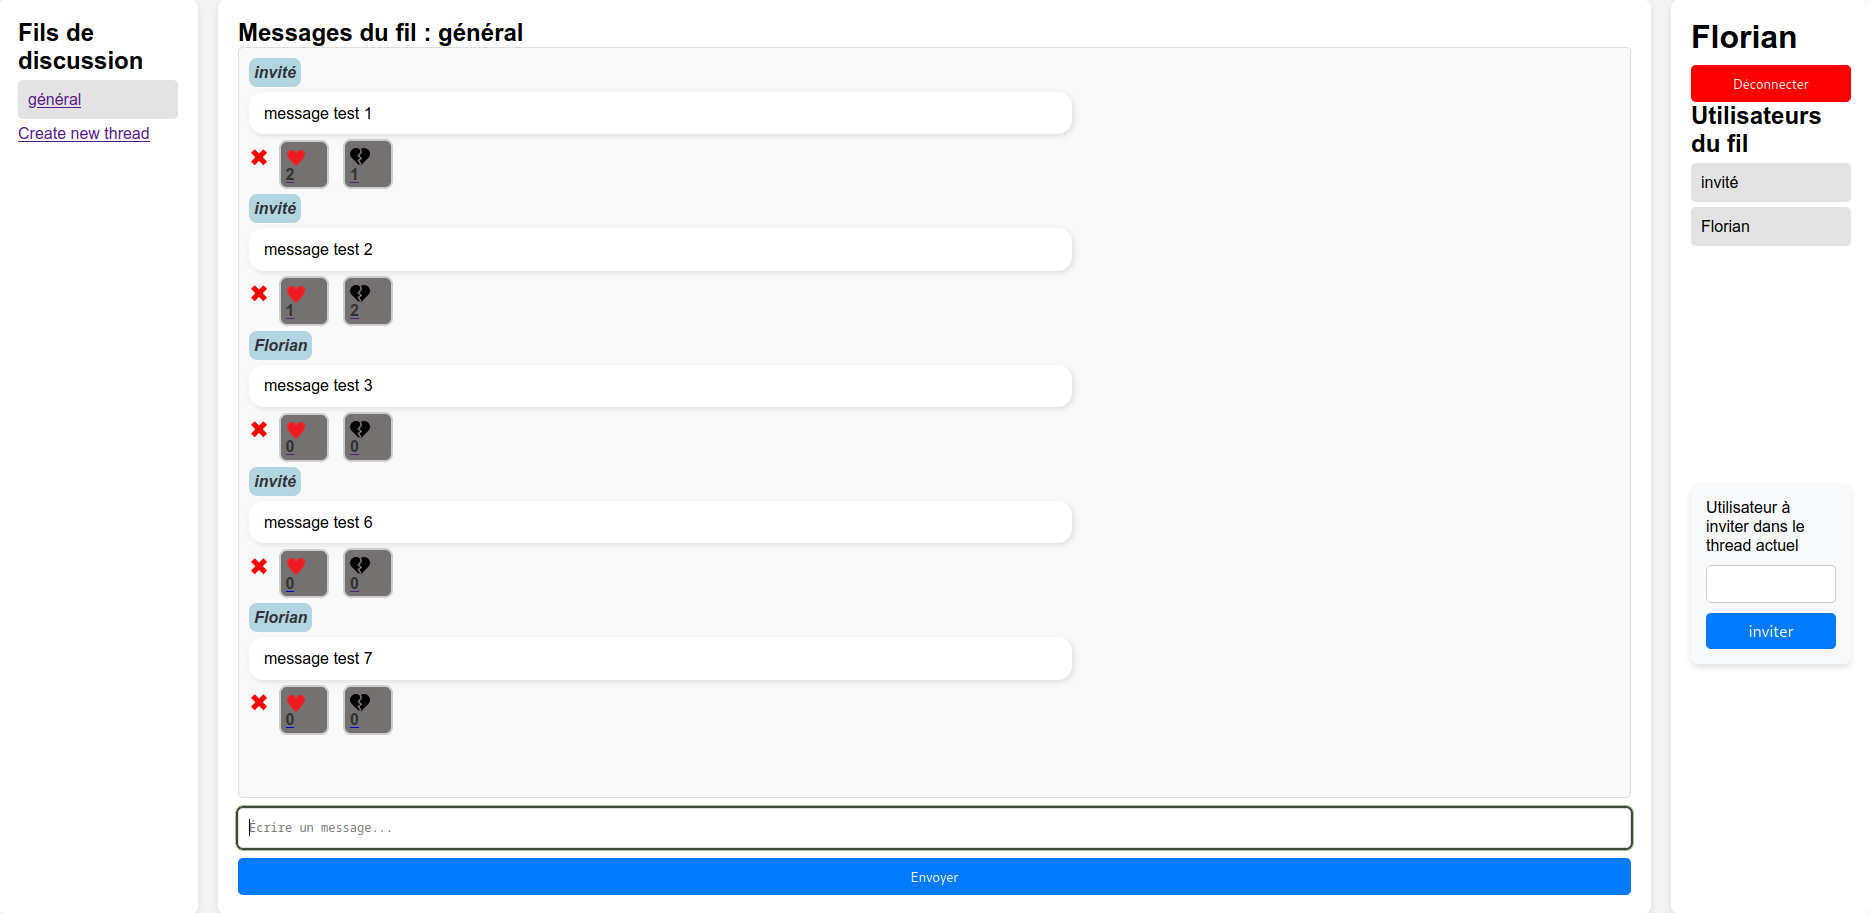 Fils de
discussion
général
Create new thread
Messages du fil : général
invité
message test 1
2
1
invité
message test 2
1
2
Florian
message test 3
0
0
invité
message test 6
0
0
Florian
message test 7
0
0
Écrire un message...
Envoyer
Florian
Déconnecter
Utilisateurs
du fil
invité
Florian
Utilisateur à
inviter dans le
thread actuel
inviter